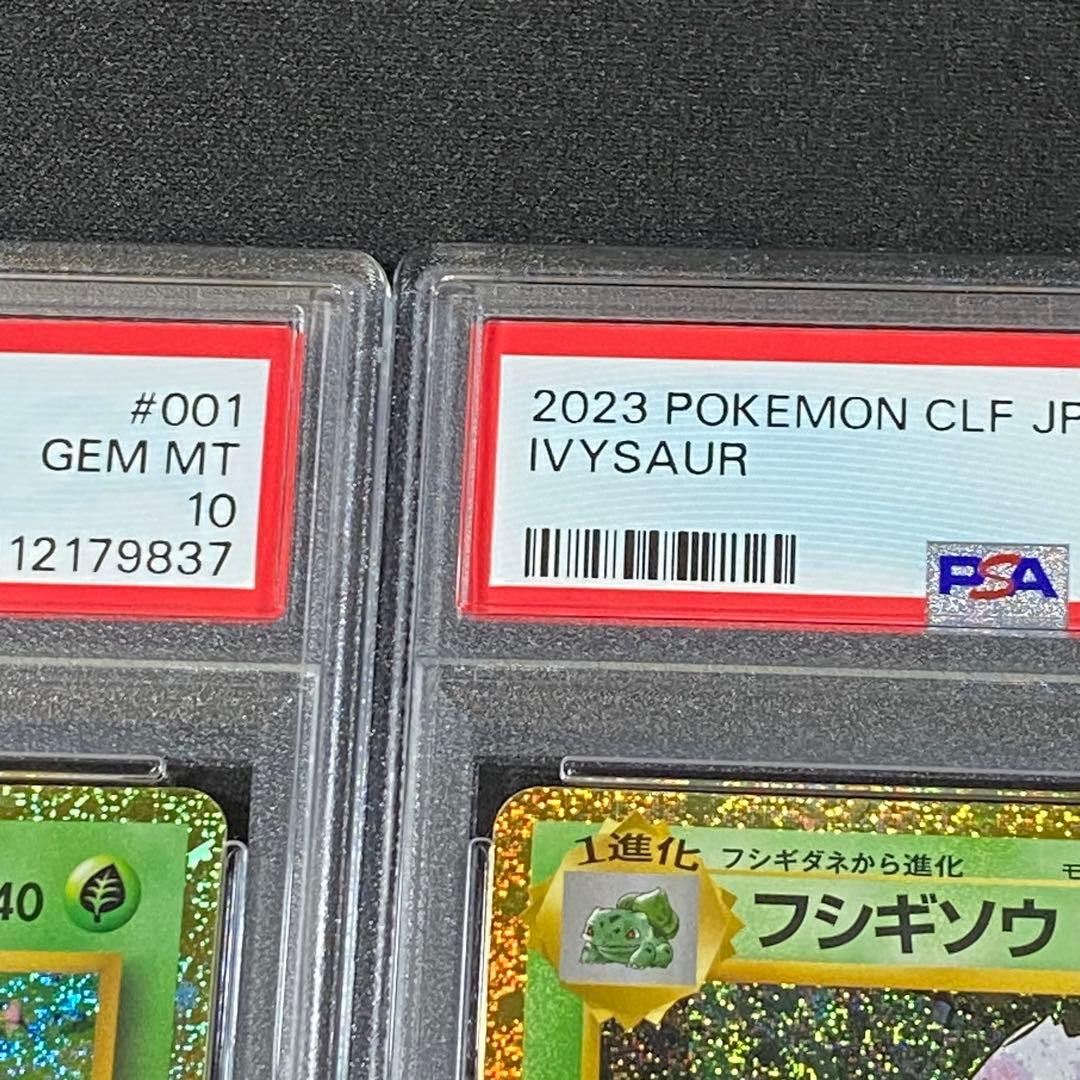 #001
GEM MT
10
12179837
2023 POKEMON CLF JP
IVYSAUR
PSA
40
1進化
フシギダネから進化
モ
フシギソウ